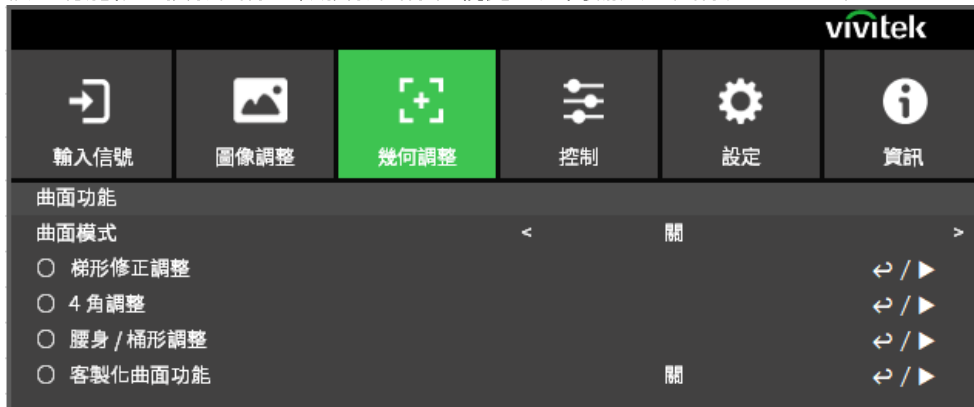 vivitek
輸入信號 圖像調整 幾何調整 控制 設定 資訊
曲面功能
曲面模式 < 關 >
梯形修正調整 /
4 角調整 /
腰身 / 桶形調整 /
客製化曲面功能 關 /